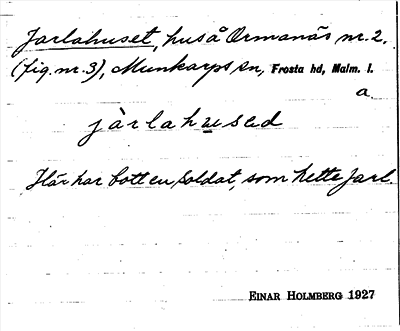 Jarlahuset, hus å Ormanäs nr. 2.
(fig. nr. 3), Munkarps sn, Frosta hd, Malm. l.
a.
jàrlahusad
Här har bott en soldat, som hette Jarl.
EINAR HOLMBERG 1927